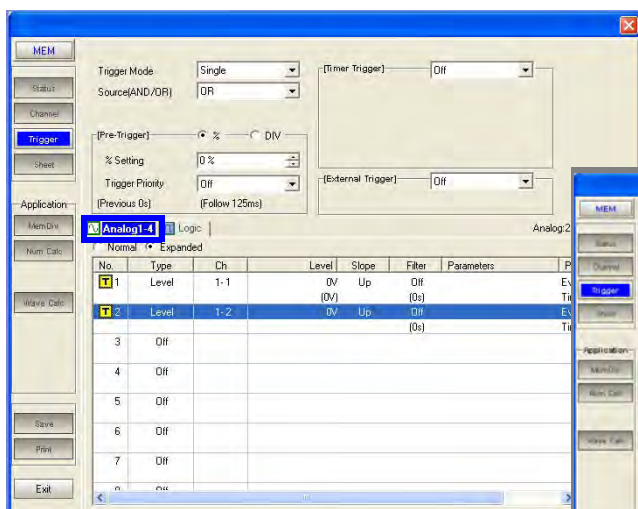 MEM
Status
Channel
Trigger
Sheet
Application
MemDiv
Num Calc
Wave Calc
Save
Print
Exit
Trigger Mode Single
Source(AND/OR) OR
[Pre-Trigger] % DIV
% Setting 0 %
Trigger Priority Off
(Previous 0s) (Follow 125ms)
[Timer Trigger] Off
[External Trigger] Off
Analog1-4 Logic Analog:2
Normal Expanded
No. Type Ch Level Slope Filter Parameters P
T 1 Level 1- 1 0V Up Off Ev
(0V) (0s) Ti
T 2 Level 1- 2 0V Up Off Ev
(0s) Ti
3 Off
4 Off
5 Off
6 Off
7 Off
MEM
Status
Channel
Trigger
Sheet
Application
MemDiv
Num Calc
Wave Calc